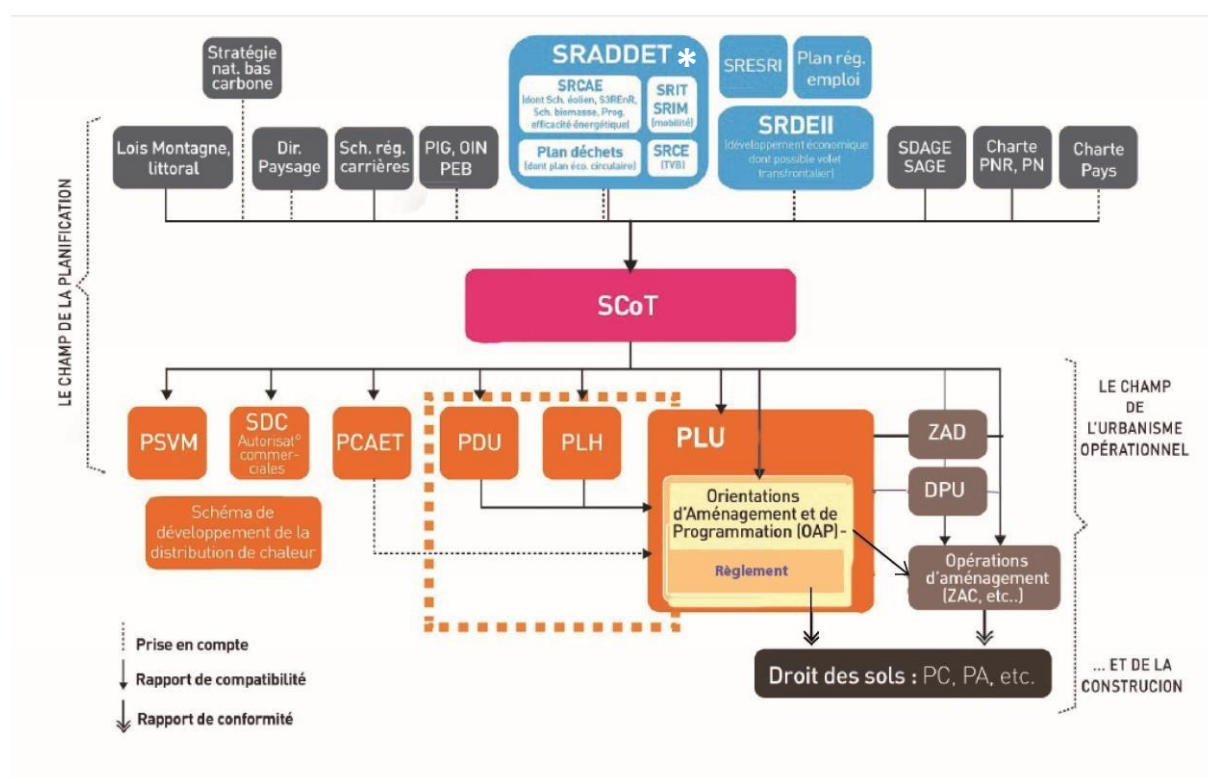 Stratégie
nat. bas
carbone
SRADDET *
SRCAE
(dont Sch. éolien, S3REnR,
Sch. biomasse, Prog.
efficacité énergétique)
SRIT
SRIM
(mobilité)
Plan déchets
(dont plan éco. circulaire)
SRCE
(TVB)
SRESRI
Plan rég.
emploi
SRDEII
(développement économique
dont possible volet
transfrontalier)
Lois Montagne,
littoral
Dir.
Paysage
Sch. rég.
carrières
PIG, OIN
PEB
SDAGE
SAGE
Charte
PNR, PN
Charte
Pays
LE CHAMP DE LA PLANIFICATION
SCoT
PSVM
SDC
Autorisat°
commer-
ciales
PCAET
PDU
PLH
PLU
Orientations
d'Aménagement et de
Programmation (OAP)-
Règlement
ZAD
DPU
Opérations
d'aménagement
(ZAC, etc..)
Schéma de
développement de la
distribution de chaleur
LE CHAMP
DE
L'URBANISME
OPÉRATIONNEL
... ET DE LA
CONSTRUCION
Droit des sols : PC, PA, etc.
Prise en compte
Rapport de compatibilité
Rapport de conformité